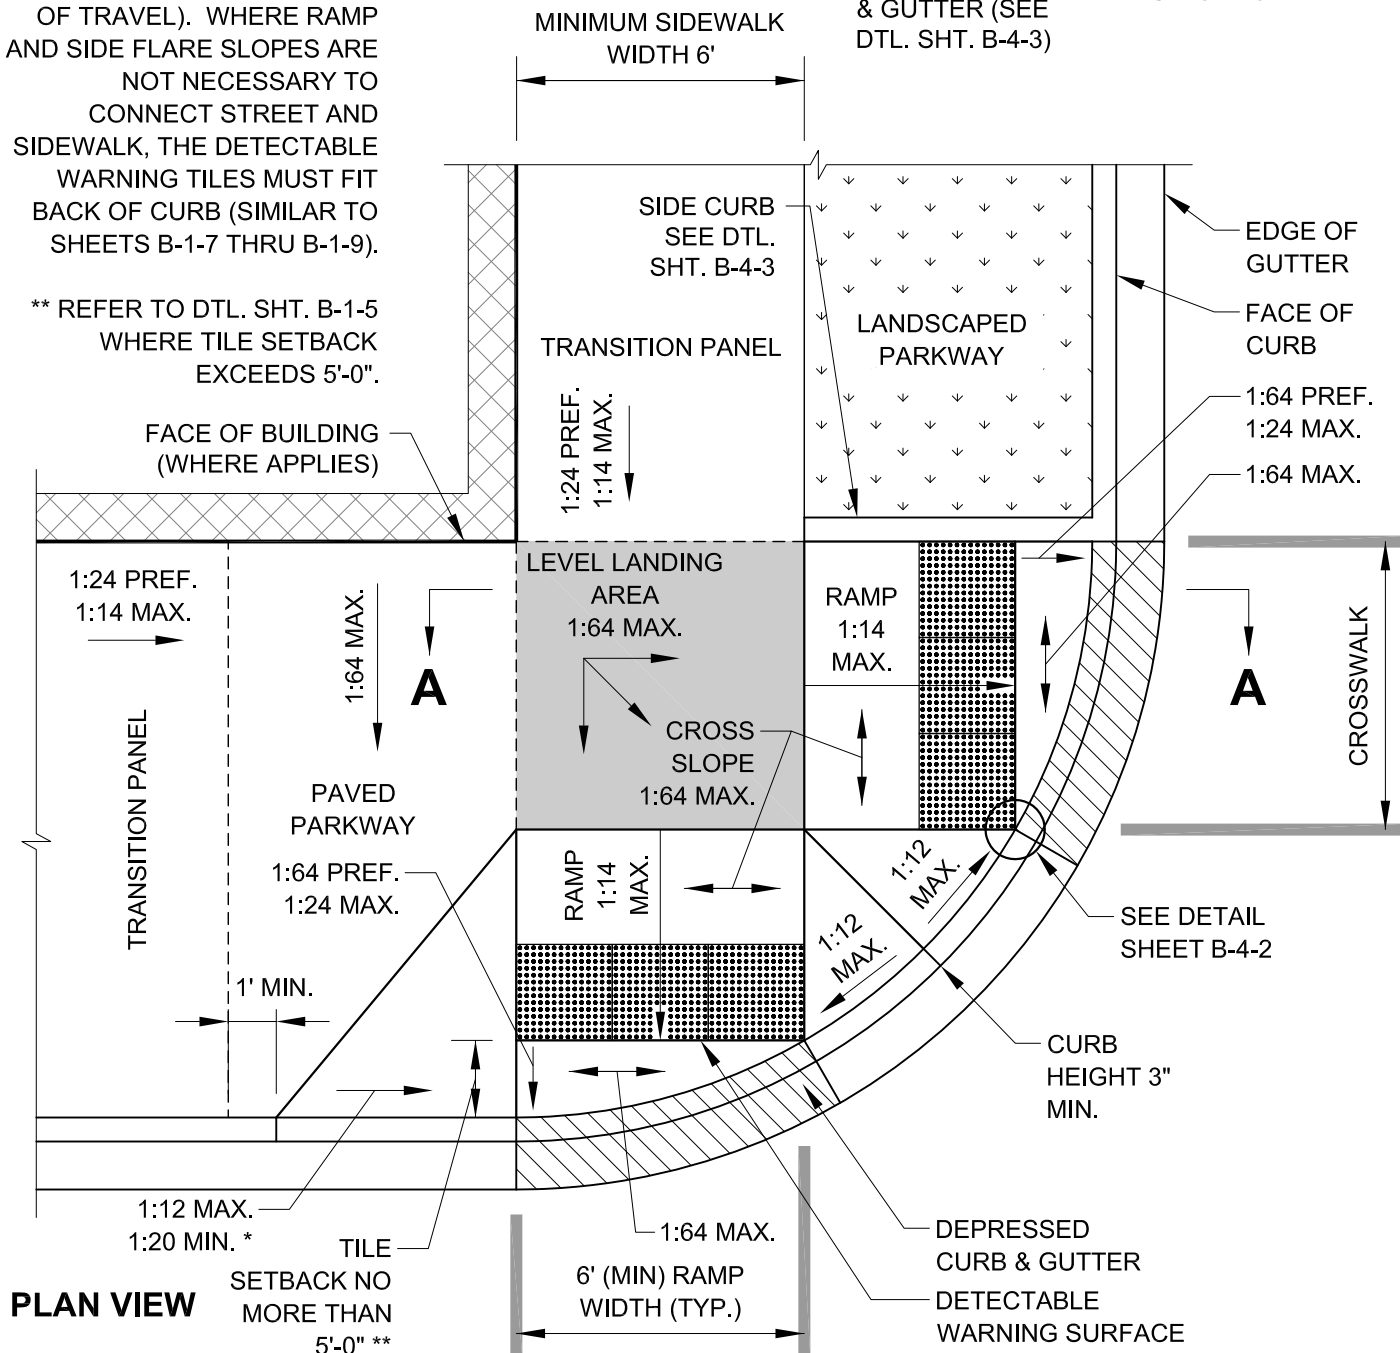 OF TRAVEL). WHERE RAMP
AND SIDE FLARE SLOPES ARE
NOT NECESSARY TO
CONNECT STREET AND
SIDEWALK, THE DETECTABLE
WARNING TILES MUST FIT
BACK OF CURB (SIMILAR TO
SHEETS B-1-7 THRU B-1-9).
** REFER TO DTL. SHT. B-1-5
WHERE TILE SETBACK
EXCEEDS 5'-0".
FACE OF BUILDING
(WHERE APPLIES)
MINIMUM SIDEWALK
WIDTH 6'
& GUTTER (SEE
DTL. SHT. B-4-3)
SIDE CURB
SEE DTL.
SHT. B-4-3
TRANSITION PANEL
1:24 PREF.
1:14 MAX.
LANDSCAPED
PARKWAY
EDGE OF
GUTTER
FACE OF
CURB
1:64 PREF.
1:24 MAX.
1:64 MAX.
1:24 PREF.
1:14 MAX.
1:64 MAX.
A
LEVEL LANDING
AREA
1:64 MAX.
RAMP
1:14
MAX.
A
CROSSWALK
TRANSITION PANEL
PAVED
PARKWAY
CROSS
SLOPE
1:64 MAX.
1:64 PREF.
1:24 MAX.
RAMP
1:14
MAX.
1:12
MAX.
1:12
MAX.
SEE DETAIL
SHEET B-4-2
1' MIN.
CURB
HEIGHT 3"
MIN.
1:12 MAX.
1:20 MIN. *
TILE
SETBACK NO
MORE THAN
5'-0" **
1:64 MAX.
6' (MIN) RAMP
WIDTH (TYP.)
DEPRESSED
CURB & GUTTER
DETECTABLE
WARNING SURFACE
PLAN VIEW